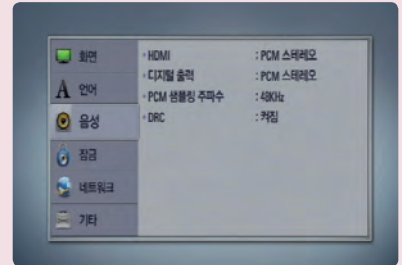 화면
A 언어
음성
잠금
네트워크
기타
· HDMI : PCM 스테레오
· 디지털 출력 : PCM 스테레오
· PCM 샘플링 주파수 : 48KHz
· DRC : 켜짐